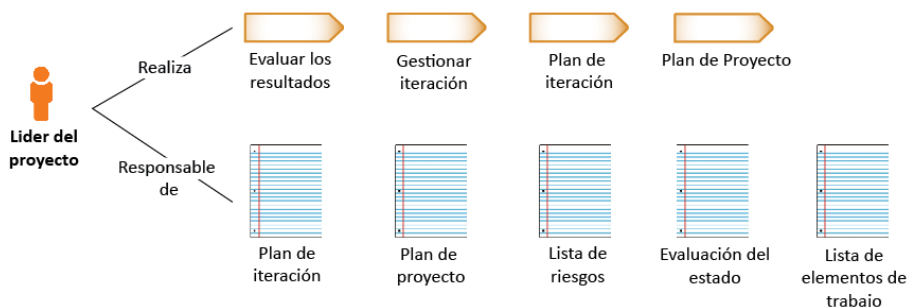 Realiza
Evaluar los
resultados
Gestionar
iteración
Plan de
iteración
Plan de Proyecto
Lider del
proyecto
Responsable
de
Plan de
iteración
Plan de
proyecto
Lista de
riesgos
Evaluación del
estado
Lista de
elementos de
trabajo